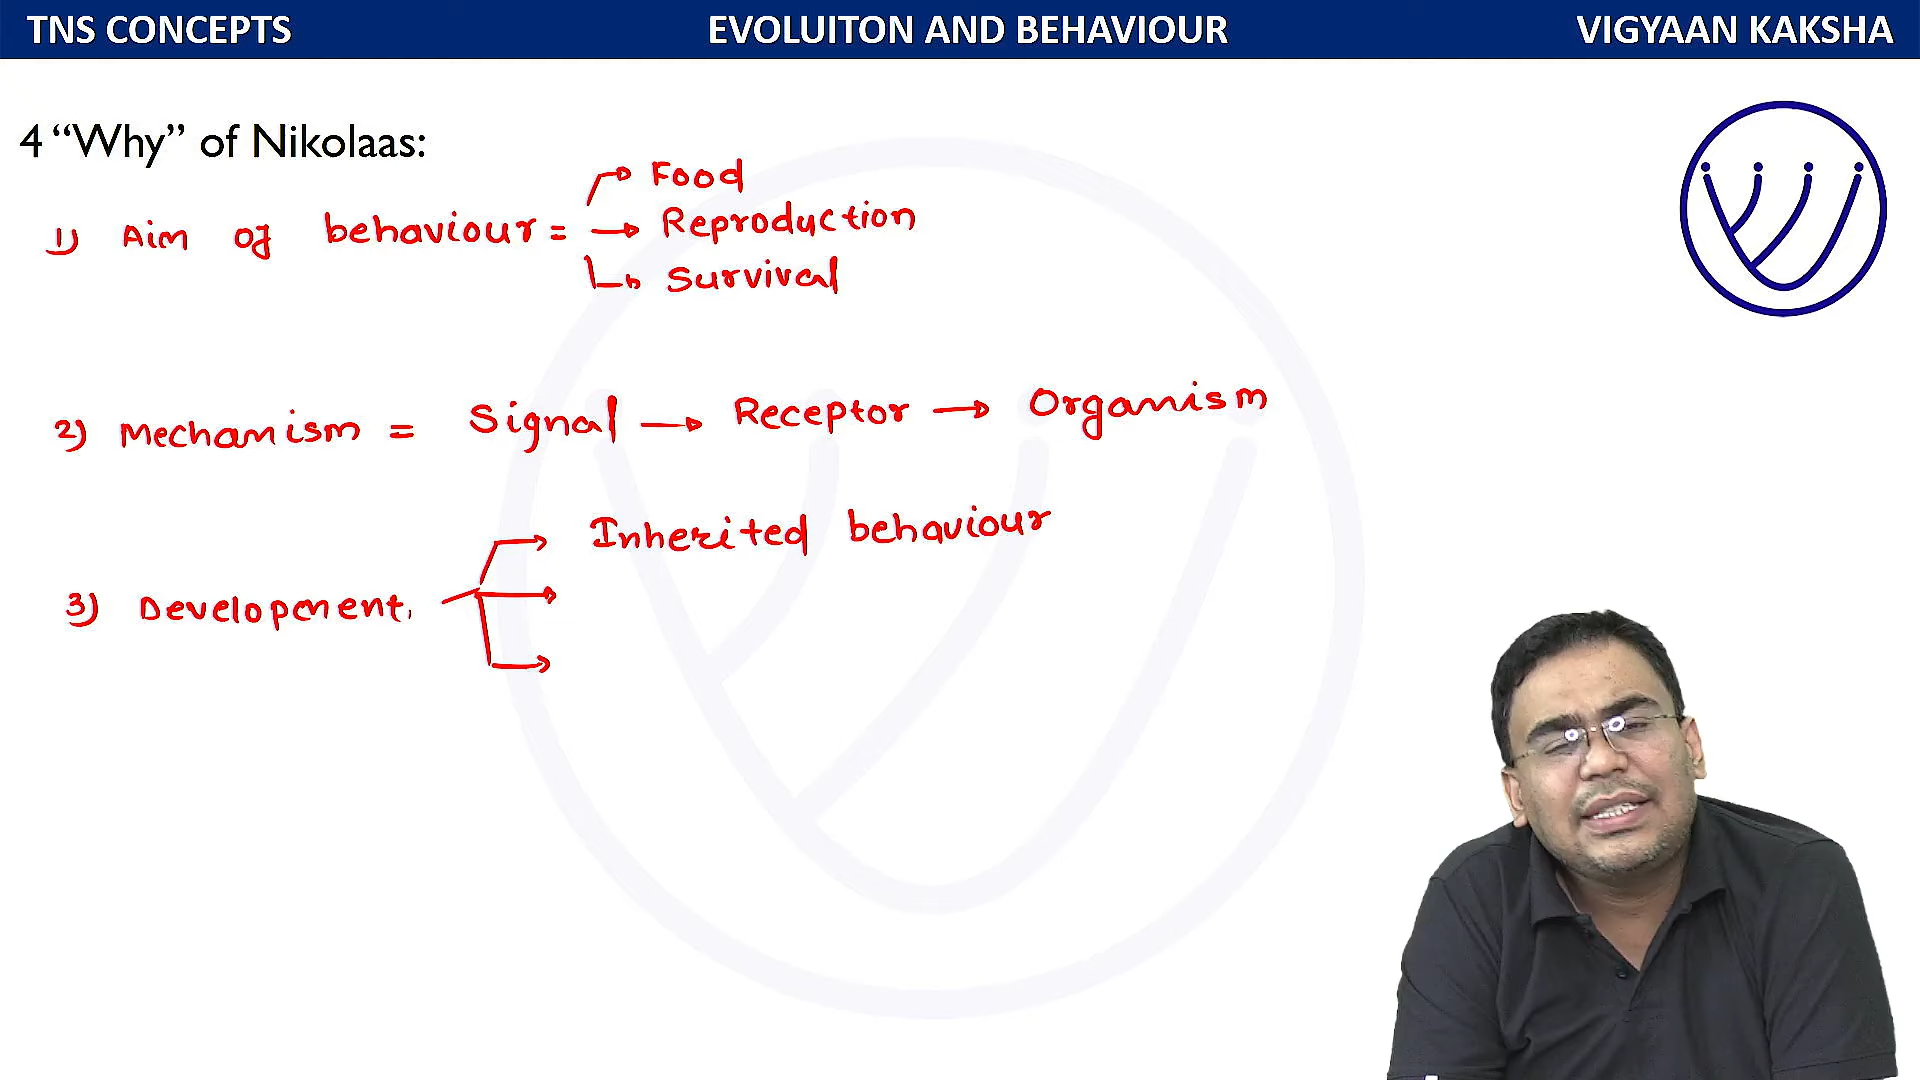 TNS CONCEPTS EVOLUITON AND BEHAVIOUR VIGYAAN KAKSHA
4 “Why” of Nikolaas:
1) Aim of behaviour = → Food
→ Reproduction
→ Survival
2) Mechanism = Signal → Receptor → Organism
3) Development → Inherited behaviour